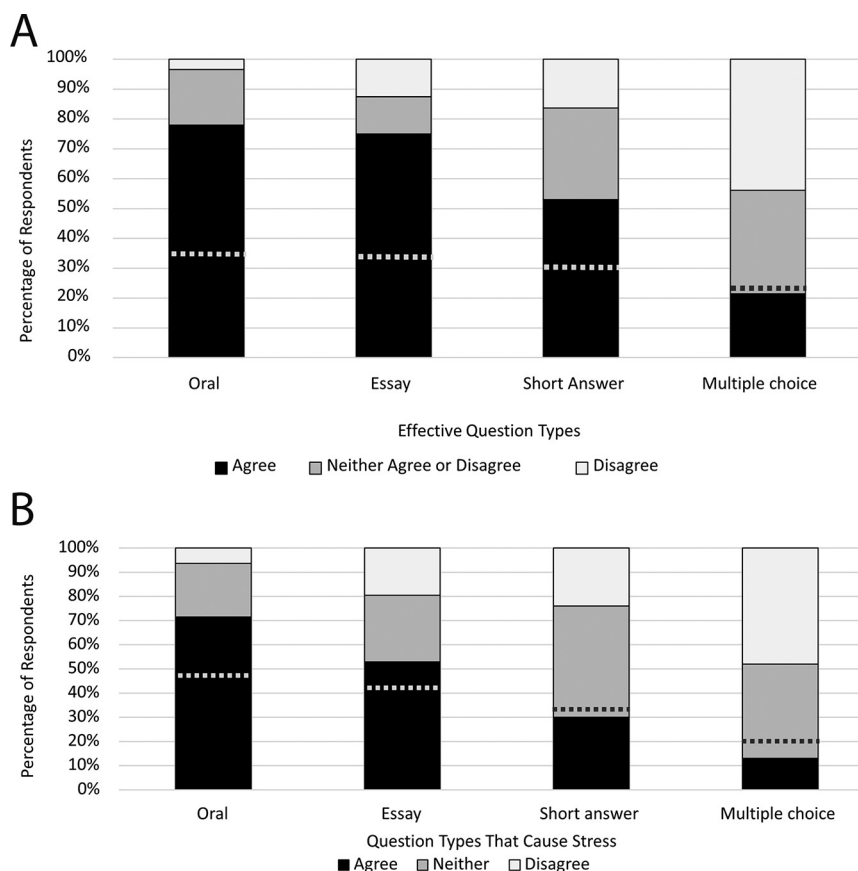 A
100%
90%
80%
70%
60%
50%
40%
30%
20%
10%
0%
Percentage of Respondents
Oral Essay Short Answer Multiple choice
Effective Question Types
Agree Neither Agree or Disagree Disagree
B
100%
90%
80%
70%
60%
50%
40%
30%
20%
10%
0%
Percentage of Respondents
Oral Essay Short answer Multiple choice
Question Types That Cause Stress
Agree Neither Disagree